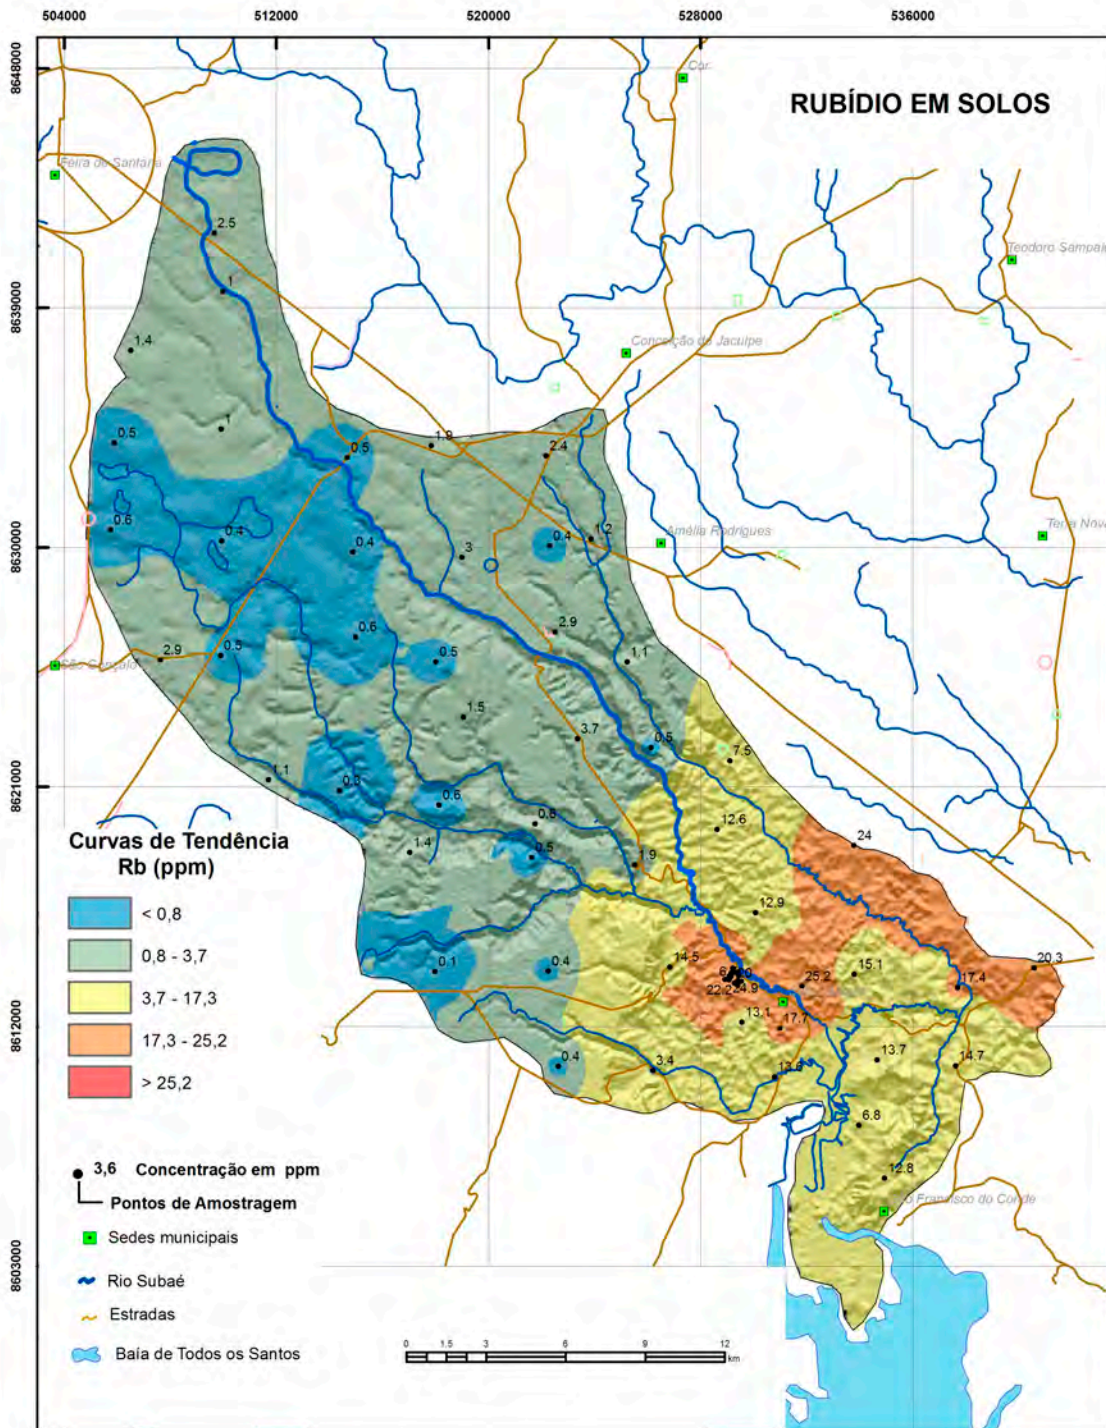 504000
512000
520000
528000
536000
8648000
8639000
8630000
8621000
8612000
8603000
RUBÍDIO EM SOLOS
Cor
Feira de Santana
Teodoro Sampaio
Conceição do Jacuípe
Amélia Rodrigues
Terra Nova
São Gonçalo
Francisco do Conde
2.5
1
1.4
1
0.5
0.5
1.9
2.4
0.6
0.4
0.4
3
0.4
1.2
2.9
0.5
0.6
0.5
2.9
1.1
1.5
3.7
0.5
7.5
1.1
0.3
0.6
0.8
12.6
24
1.4
0.5
1.9
12.9
0.1
0.4
14.5
25.2
15.1
17.4
20.3
22.2
24.9
13.1
17.7
0.4
3.4
13.6
13.7
14.7
6.8
12.8
Curvas de Tendência
Rb (ppm)
< 0,8
0,8 - 3,7
3,7 - 17,3
17,3 - 25,2
> 25,2
3,6 Concentração em ppm
Pontos de Amostragem
Sedes municipais
Rio Subaé
Estradas
Baía de Todos os Santos
0 1,5 3 6 9 12
km